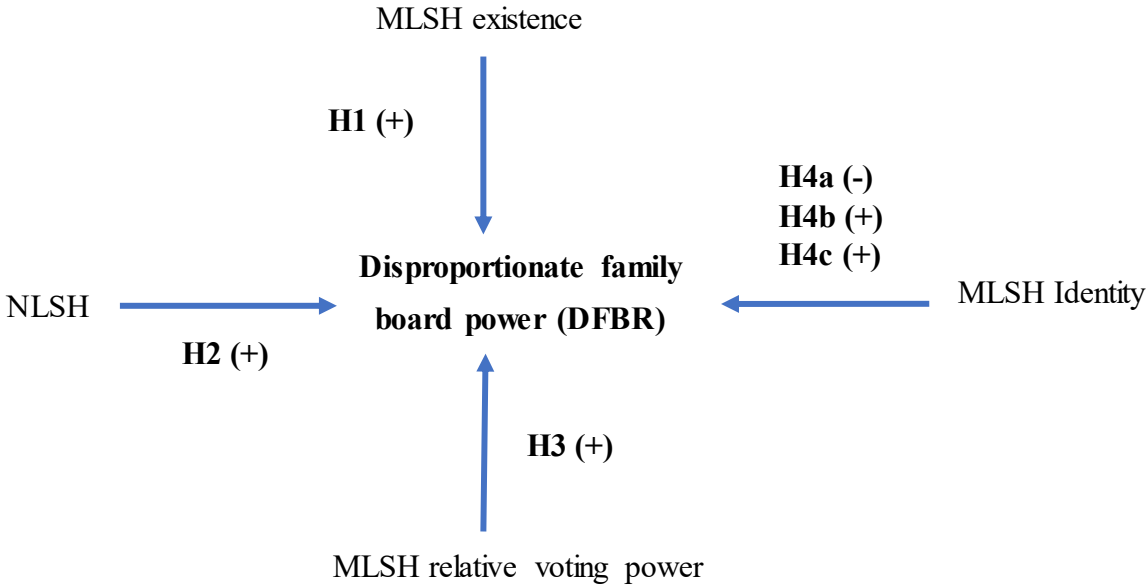 MLSH existence
H1 (+)
H4a (-)
H4b (+)
H4c (+)
Disproportionate family
board power (DFBR)
NLSH
MLSH Identity
H2 (+)
H3 (+)
MLSH relative voting power